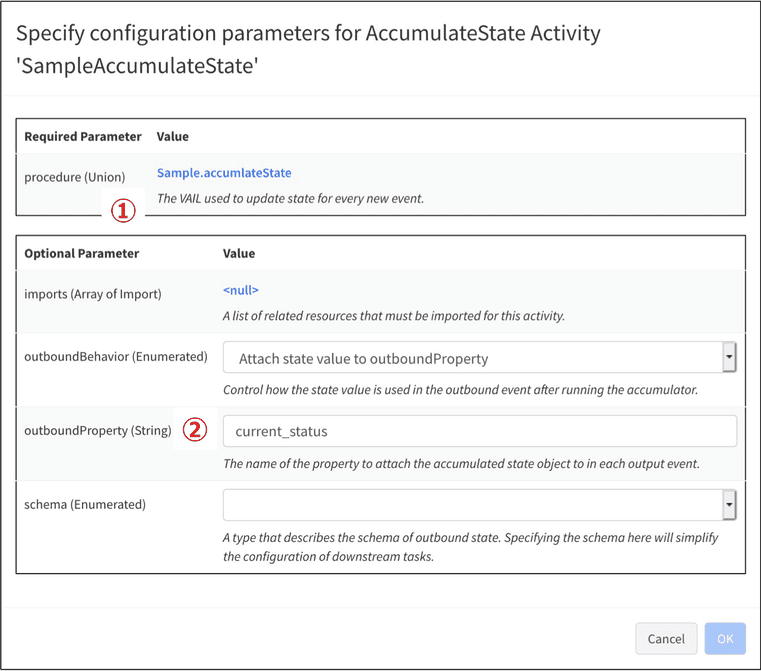 Specify configuration parameters for AccumulateState Activity
'SampleAccumulateState'
Required Parameter Value
procedure (Union) Sample.accumlateState
The VAIL used to update state for every new event.
①
Optional Parameter Value
imports (Array of Import) <null>
A list of related resources that must be imported for this activity.
outboundBehavior (Enumerated) Attach state value to outboundProperty
Control how the state value is used in the outbound event after running the accumulator.
outboundProperty (String) ② current_status
The name of the property to attach the accumulated state object to in each output event.
schema (Enumerated)
A type that describes the schema of outbound state. Specifying the schema here will simplify
the configuration of downstream tasks.
Cancel OK